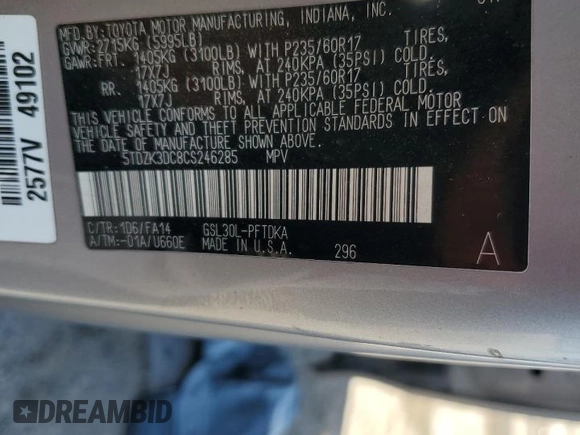 MFD.BY:TOYOTA MOTOR MANUFACTURING, INDIANA, INC.
GVWR:2715KG (5995LB)
GAWR:FRT. 1405KG (3100LB) WITH P235/60R17 TIRES,
17X7J RIMS, AT 240KPA (35PSI) COLD.
RR. 1405KG (3100LB) WITH P235/60R17 TIRES,
17X7J RIMS, AT 240KPA (35PSI) COLD.
THIS VEHICLE CONFORMS TO ALL APPLICABLE FEDERAL MOTOR
VEHICLE SAFETY AND THEFT PREVENTION STANDARDS IN EFFECT ON
THE DATE OF MANUFACTURE SHOWN ABOVE.
5TDZK3DC8CS246285 MPV
C/TR:1D6/FA14 GSL30L-PFTDKA
A/TM:-01A/U660E MADE IN U.S.A. 296 A
2577V 49102
DREAMBID